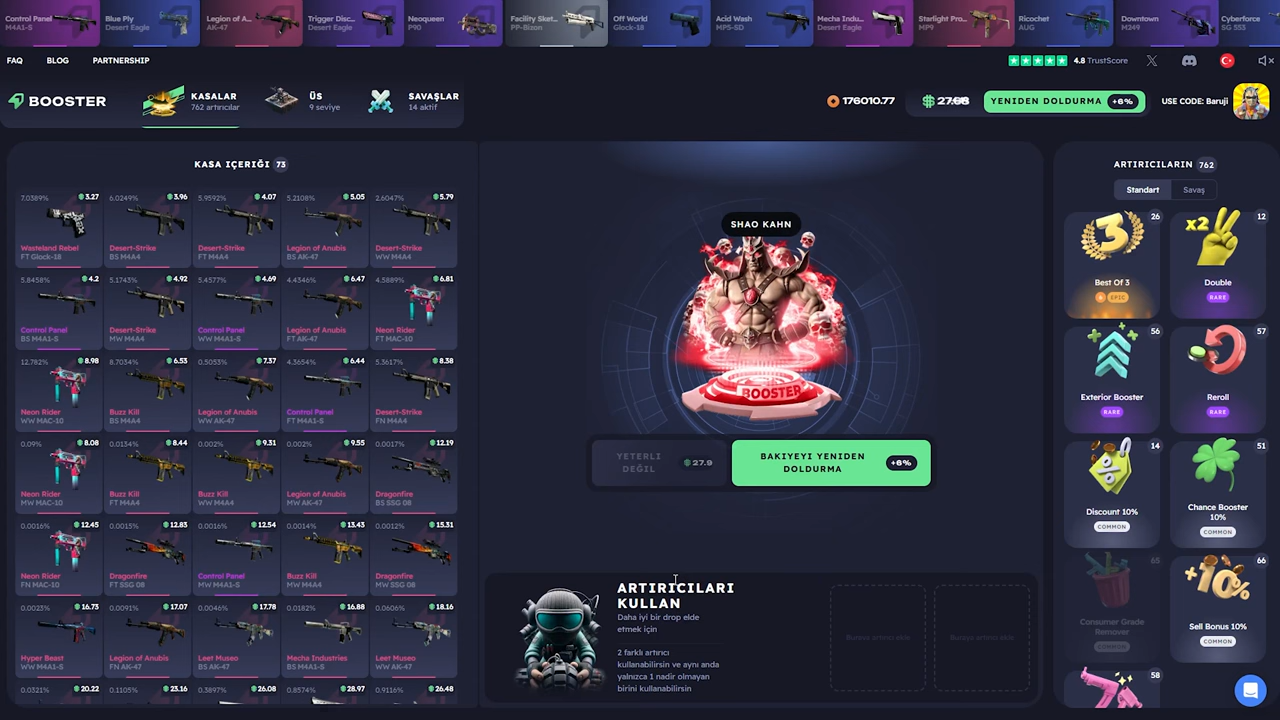 Control Panel
M4A1-S
Blue Ply
Desert Eagle
Legion of A...
AK-47
Trigger Disc...
Desert Eagle
Neoqueen
P90
Facility Sket...
PP-Bizon
Off World
Glock-18
Acid Wash
MP5-SD
Mecha Indu...
Desert Eagle
Starlight Pro...
MP9
Ricochet
AUG
Downtown
M249
Cyberforce
SG 553
FAQ BLOG PARTNERSHIP
4.8 TrustScore
BOOSTER
KASALAR
762 artırıcılar
ÜS
9 seviye
SAVAŞLAR
14 aktif
176010.77
YENİDEN DOLDURMA +6%
USE CODE: Baruji
KASA İÇERİĞİ 73
7.0389% 3.27
Wasteland Rebel
FT Glock-18
6.0249% 3.96
Desert-Strike
BS M4A4
5.9592% 4.07
Desert-Strike
FT M4A4
5.2108% 5.05
Legion of Anubis
BS AK-47
2.6047% 5.79
Desert-Strike
WW M4A4
5.8458% 4.2
Control Panel
BS M4A1-S
5.1743% 4.92
Desert-Strike
MW M4A4
5.4577% 4.69
Control Panel
WW M4A1-S
4.4346% 6.47
Legion of Anubis
FT AK-47
4.5889% 6.81
Neon Rider
FT MAC-10
12.782% 8.98
Neon Rider
WW MAC-10
8.7034% 6.53
Buzz Kill
BS M4A4
0.5053% 7.37
Legion of Anubis
WW AK-47
4.3654% 6.44
Control Panel
FT M4A1-S
5.3617% 8.38
Desert-Strike
FN M4A4
0.09% 8.08
Neon Rider
MW MAC-10
0.0134% 8.44
Buzz Kill
FT M4A4
0.002% 9.31
Buzz Kill
WW M4A4
0.002% 9.55
Legion of Anubis
MW AK-47
0.0017% 12.19
Dragonfire
BS SSG 08
0.0016% 12.45
Neon Rider
FN MAC-10
0.0015% 12.83
Dragonfire
FT SSG 08
0.0016% 12.54
Control Panel
MW M4A1-S
0.0014% 13.43
Buzz Kill
MW M4A4
0.0012% 15.31
Dragonfire
MW SSG 08
0.0023% 16.73
Hyper Beast
WW M4A1-S
0.0091% 17.07
Legion of Anubis
FN AK-47
0.0046% 17.78
Leet Museo
BS AK-47
0.0182% 16.88
Mecha Industries
BS M4A1-S
0.0606% 18.16
Leet Museo
WW AK-47
0.0321% 20.22
0.1105% 23.16
0.3897% 26.08
0.8574% 28.97
0.9116% 26.48
SHAO KAHN
BOOSTER
YETERLİ
DEĞİL
27.9
BAKIYEYI YENIDEN
DOLDURMA
+6%
ARTIRICILARI
KULLAN
Daha iyi bir drop elde
etmek için
2 farklı artırıcı
kullanabilirsin ve aynı anda
yalnızca 1 nadir olmayan
birini kullanabilirsin
Buraya artırıcı ekle
Buraya artırıcı ekle
ARTIRICILARIN 762
Standart Savaş
26
3
Best Of 3
EPIC
12
x2
Double
RARE
56
Exterior Booster
RARE
57
Reroll
RARE
14
%
Discount 10%
COMMON
51
Chance Booster
10%
COMMON
65
Consumer Grade
Remover
COMMON
66
+10%
Sell Bonus 10%
COMMON
58